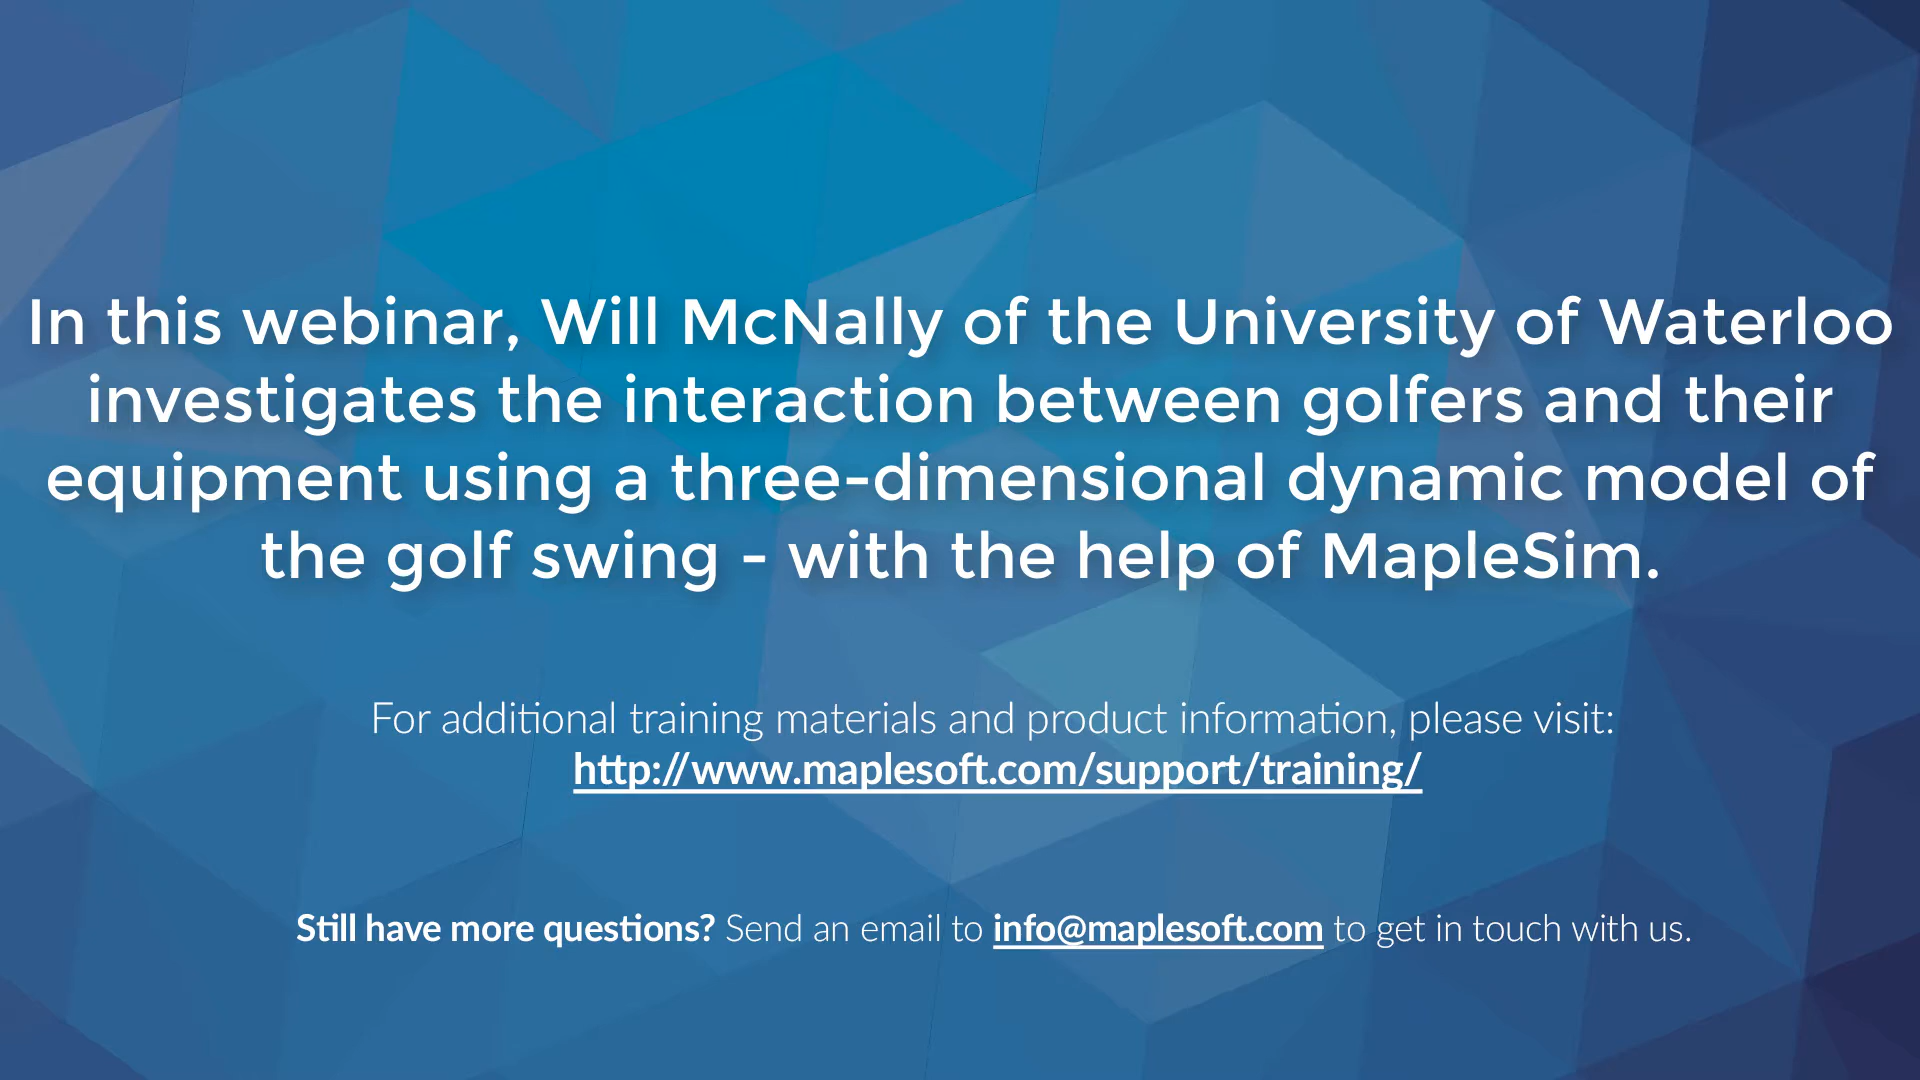 In this webinar, Will McNally of the University of Waterloo
investigates the interaction between golfers and their
equipment using a three-dimensional dynamic model of
the golf swing - with the help of MapleSim.
For additional training materials and product information, please visit:
http://www.maplesoft.com/support/training/
Still have more questions? Send an email to info@maplesoft.com to get in touch with us.